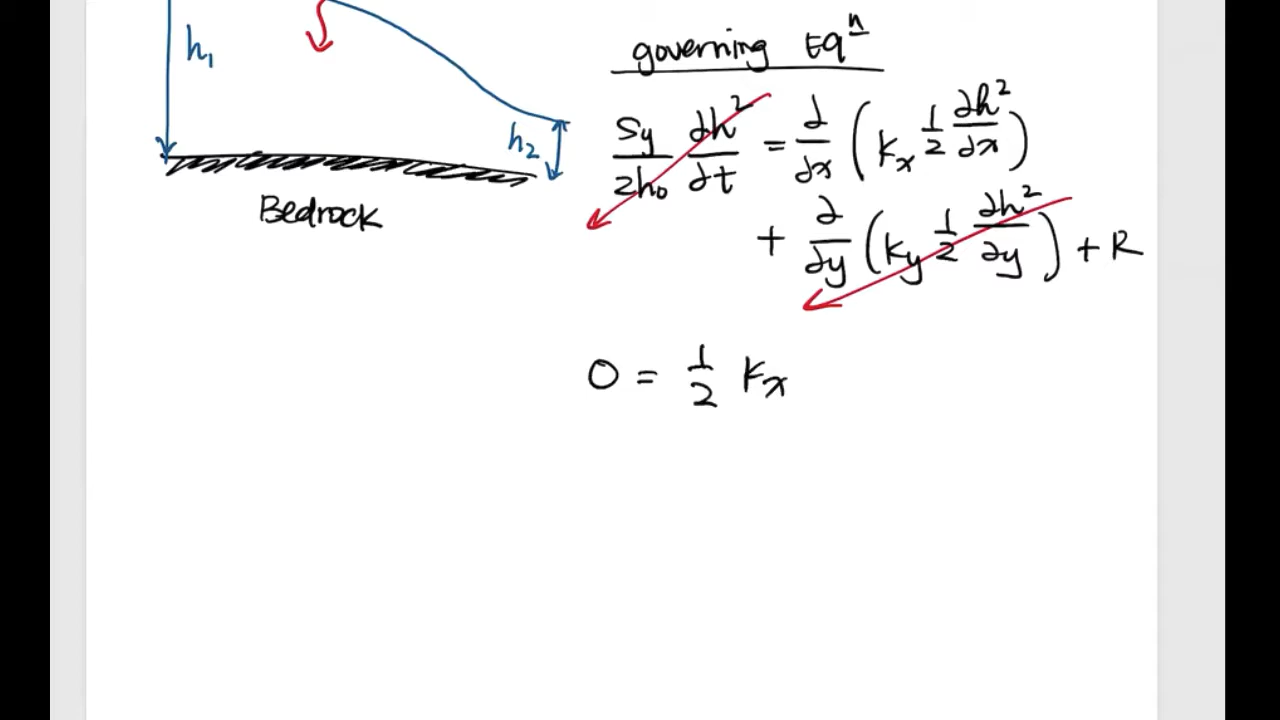 h₁
h₂
Bedrock
governing Eqⁿ
Sy/2h₀ ∂h²/∂t = ∂/∂x (Kx 1/2 ∂h²/∂x)
+ ∂/∂y (Ky 1/2 ∂h²/∂y) + R
0 = 1/2 Kx